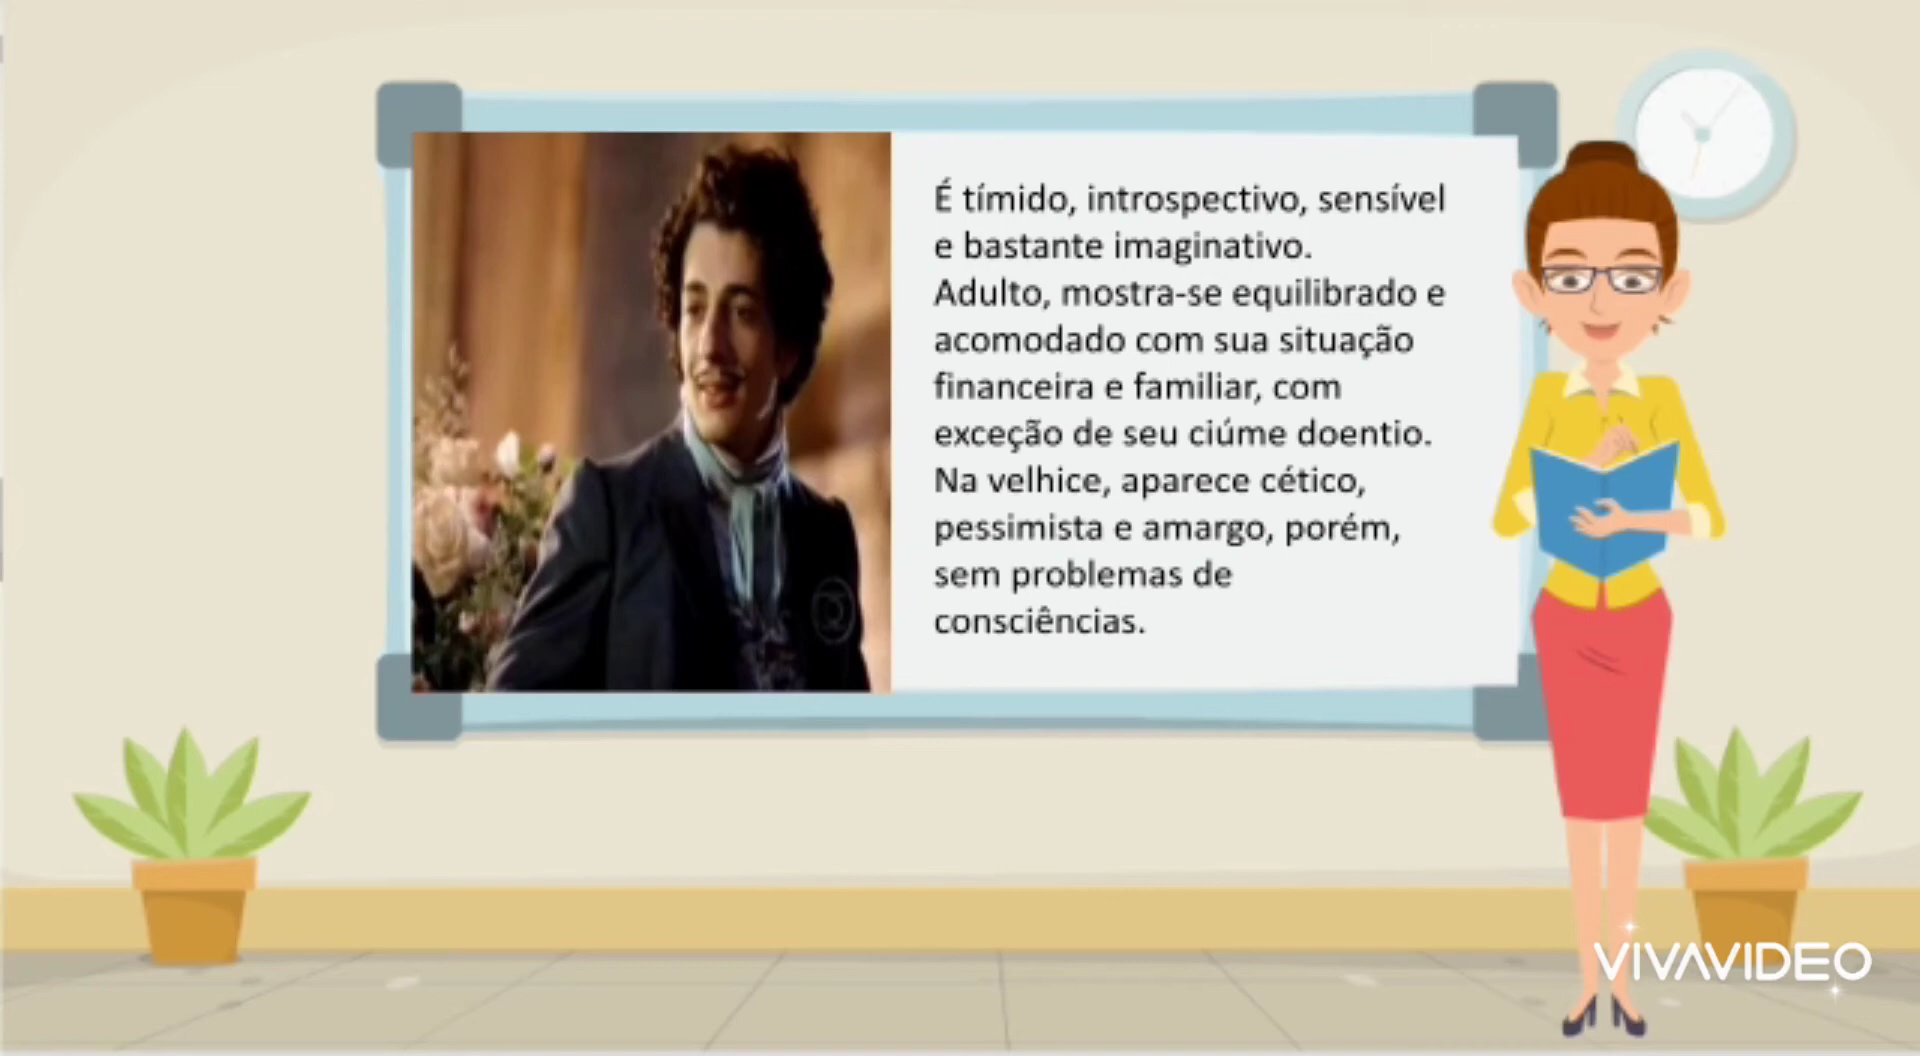 É tímido, introspectivo, sensível
e bastante imaginativo.
Adulto, mostra-se equilibrado e
acomodado com sua situação
financeira e familiar, com
exceção de seu ciúme doentio.
Na velhice, aparece cético,
pessimista e amargo, porém,
sem problemas de
consciências.
VIVAVIDEO